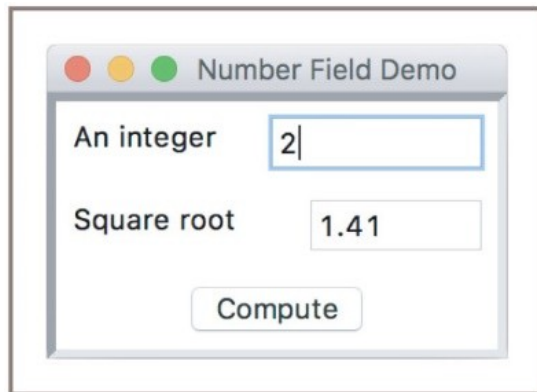 Number Field Demo
An integer 2
Square root 1.41
Compute